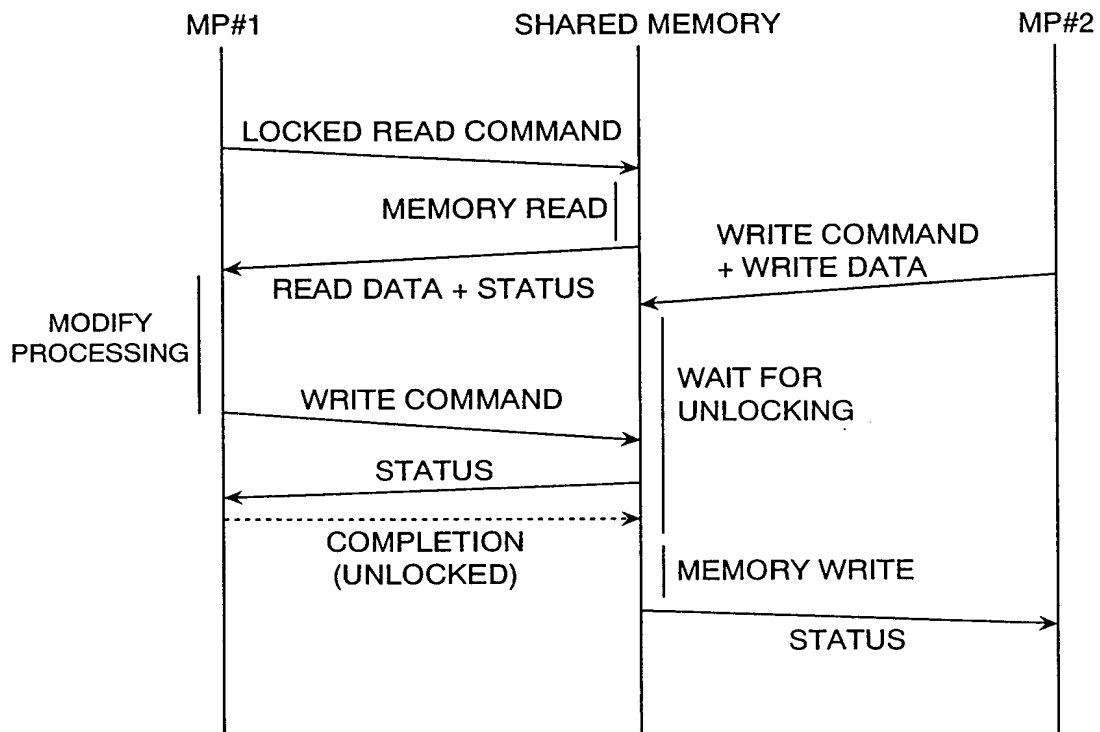 MP#1
SHARED MEMORY
MP#2
LOCKED READ COMMAND
MEMORY READ
WRITE COMMAND
+ WRITE DATA
READ DATA + STATUS
MODIFY
PROCESSING
WAIT FOR
UNLOCKING
WRITE COMMAND
STATUS
COMPLETION
(UNLOCKED)
MEMORY WRITE
STATUS